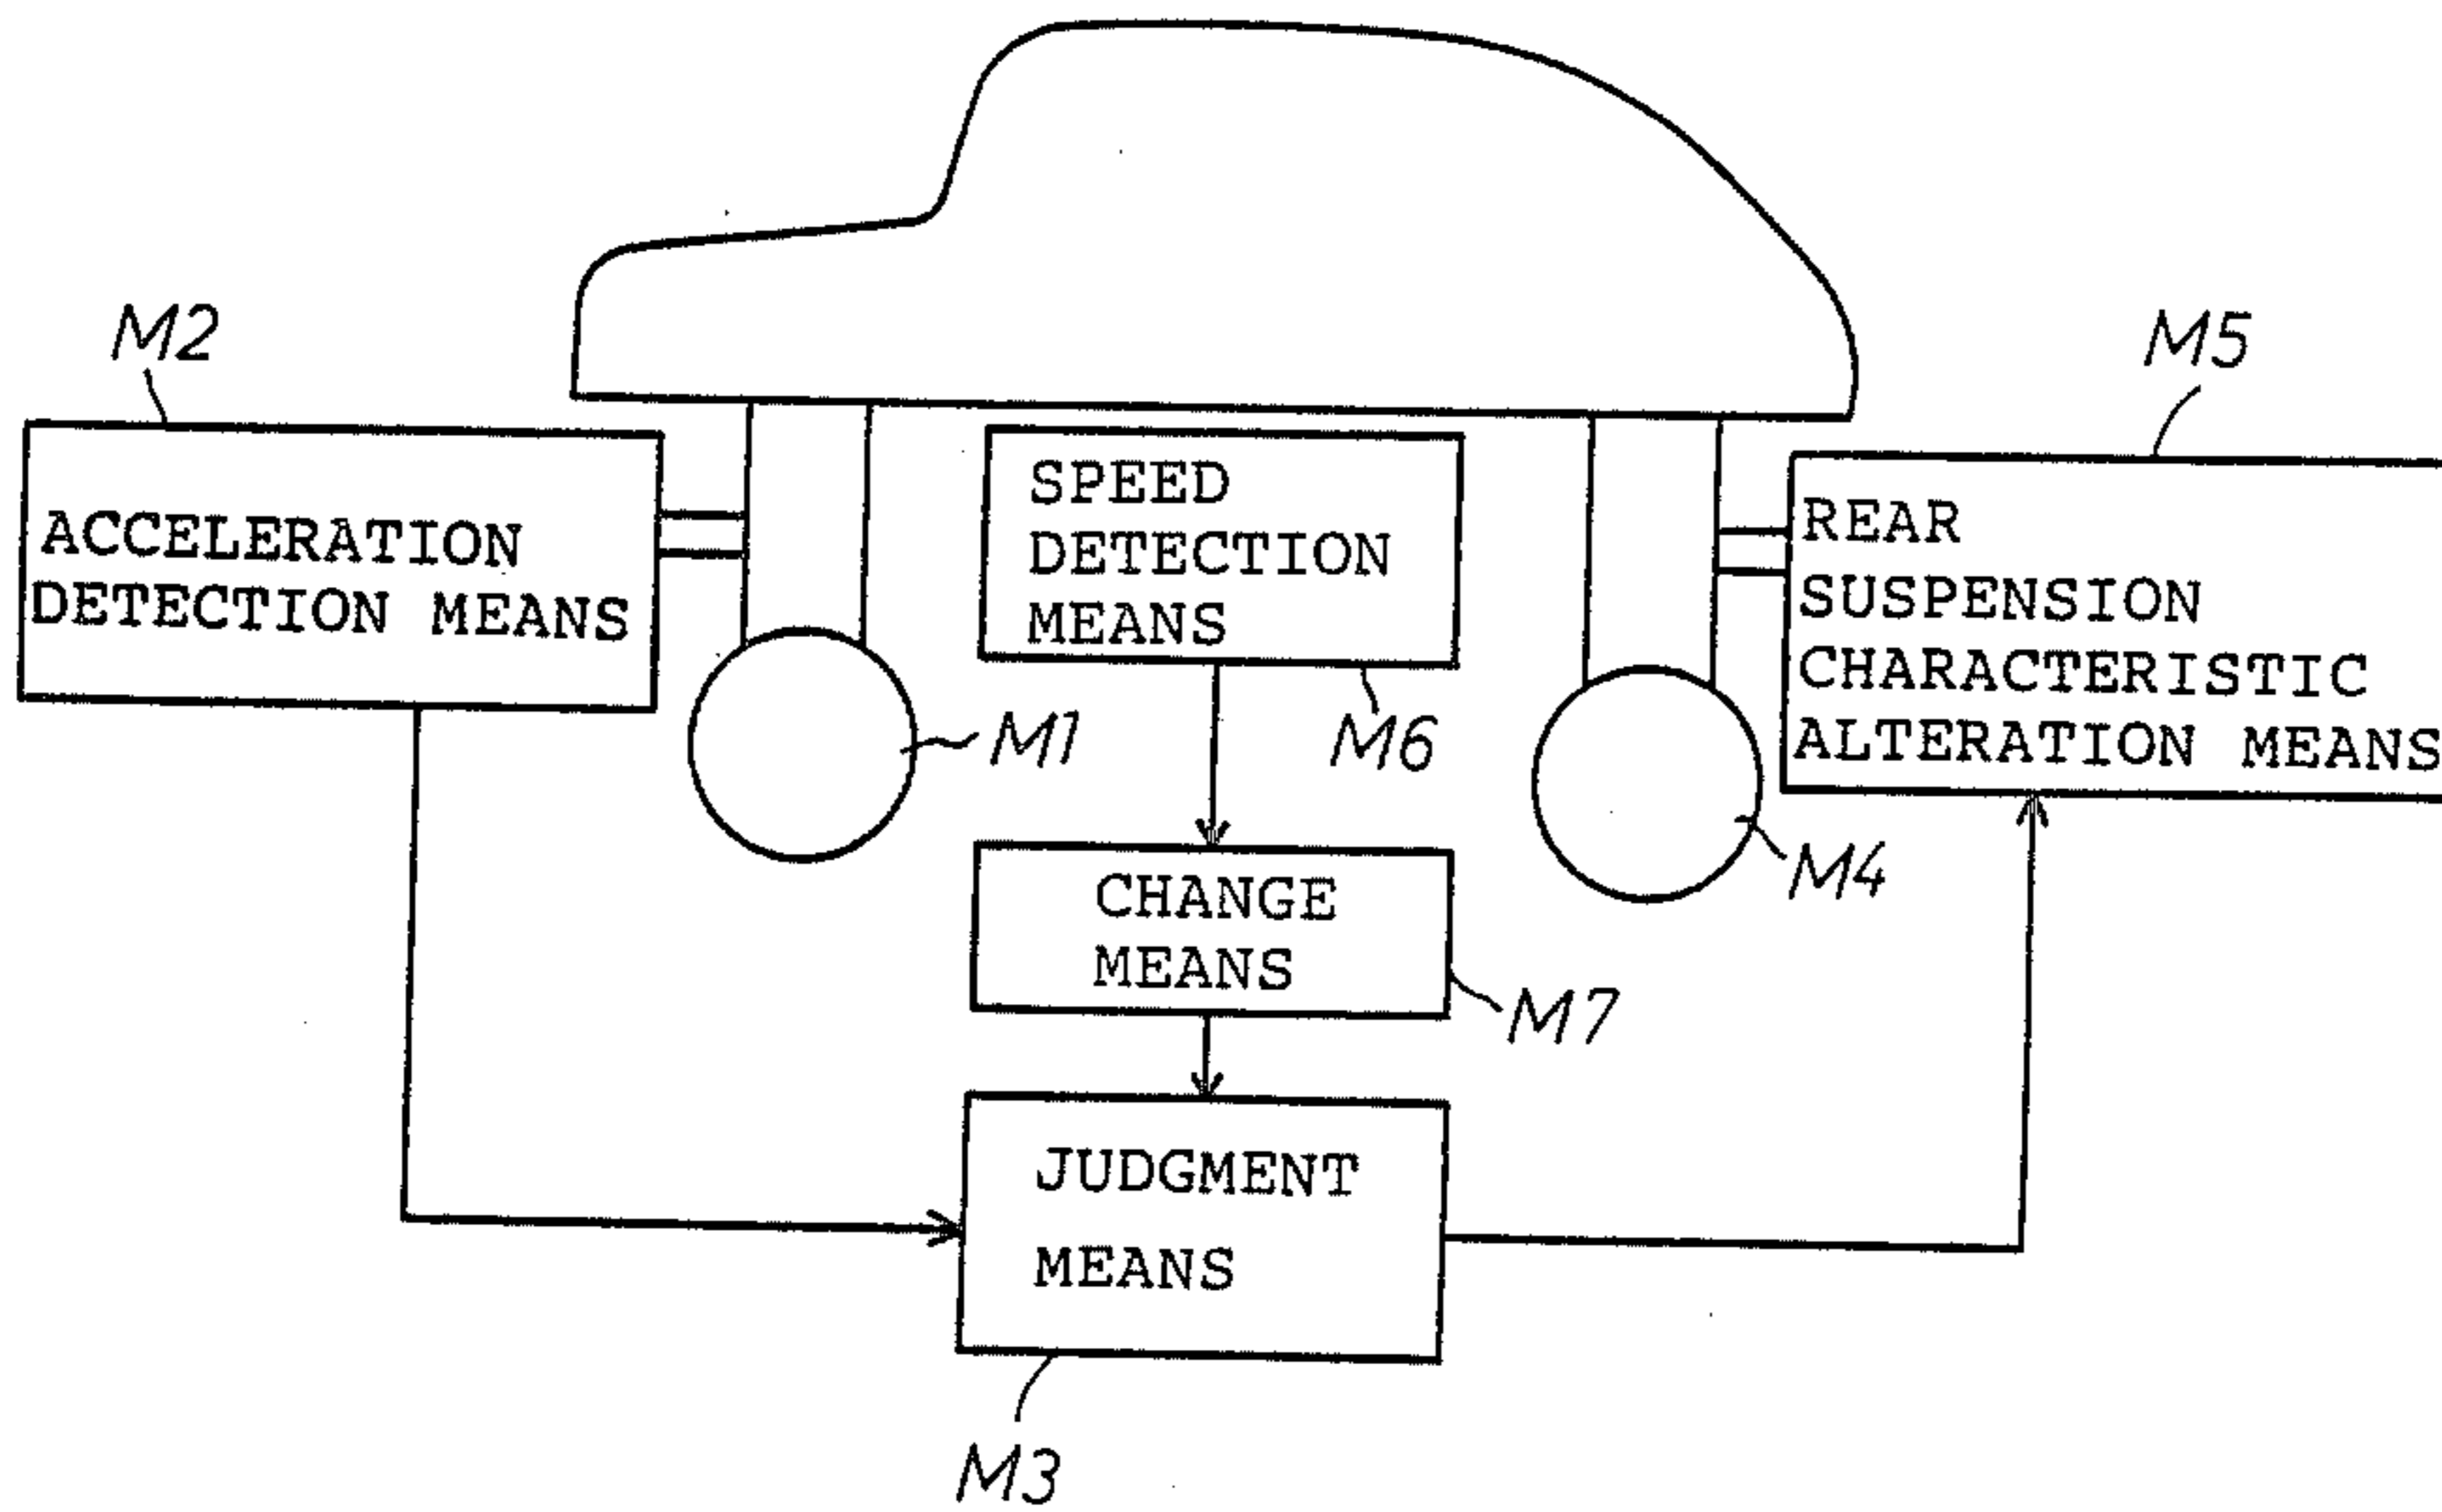 M2
ACCELERATION
DETECTION MEANS
SPEED
DETECTION
MEANS
M5
REAR
SUSPENSION
CHARACTERISTIC
ALTERATION MEANS
M1
M6
M4
CHANGE
MEANS
M7
JUDGMENT
MEANS
M3